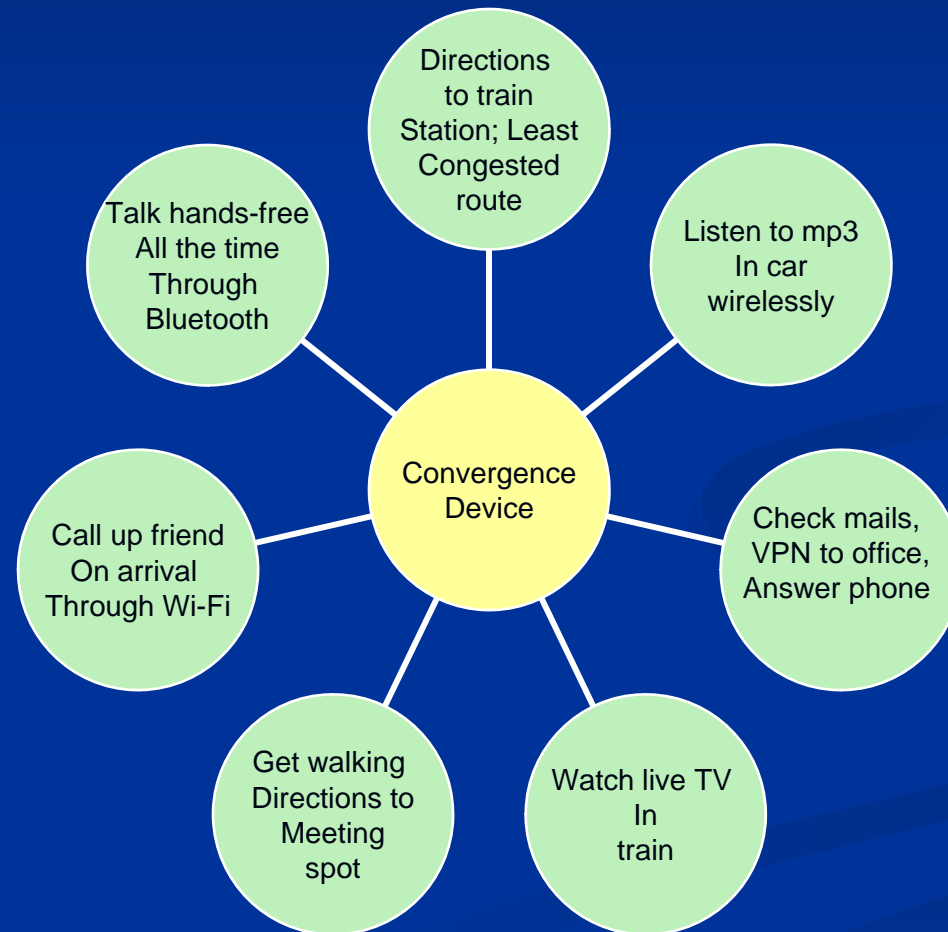 Directions
to train
Station; Least
Congested
route
Listen to mp3
In car
wirelessly
Check mails,
VPN to office,
Answer phone
Watch live TV
In
train
Get walking
Directions to
Meeting
spot
Call up friend
On arrival
Through Wi-Fi
Talk hands-free
All the time
Through
Bluetooth
Convergence
Device